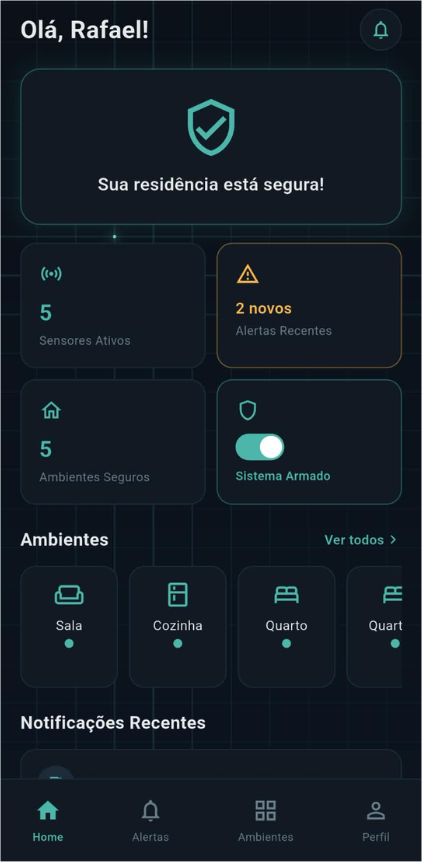 Olá, Rafael!
Sua residência está segura!
5
Sensores Ativos
2 novos
Alertas Recentes
5
Ambientes Seguros
Sistema Armado
Ambientes
Ver todos
Sala
Cozinha
Quarto
Quart
Notificações Recentes
Home
Alertas
Ambientes
Perfil